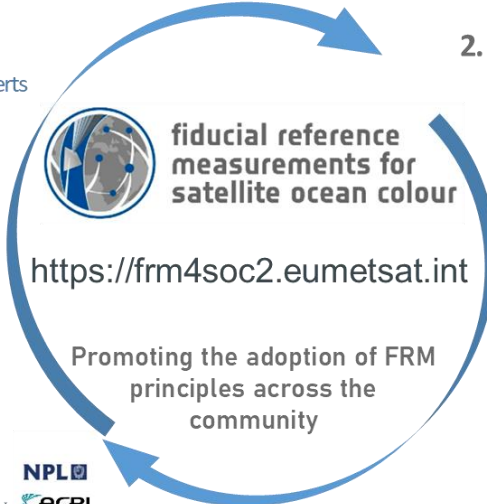 2.
erts
fiducial reference
measurements for
satellite ocean colour
https://frm4soc2.eumetsat.int
Promoting the adoption of FRM
principles across the
community
NPL